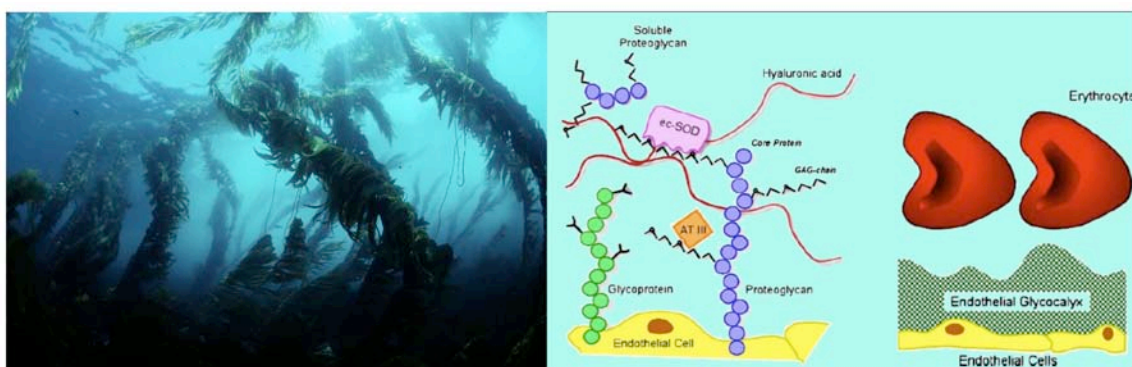 Soluble
Proteoglycan
Hyaluronic acid
ec-SOD
Core Protein
GAG-chain
AT III
Glycoprotein
Proteoglycan
Endothelial Cell
Erythrocyte
Endothelial Glycocalyx
Endothelial Cells